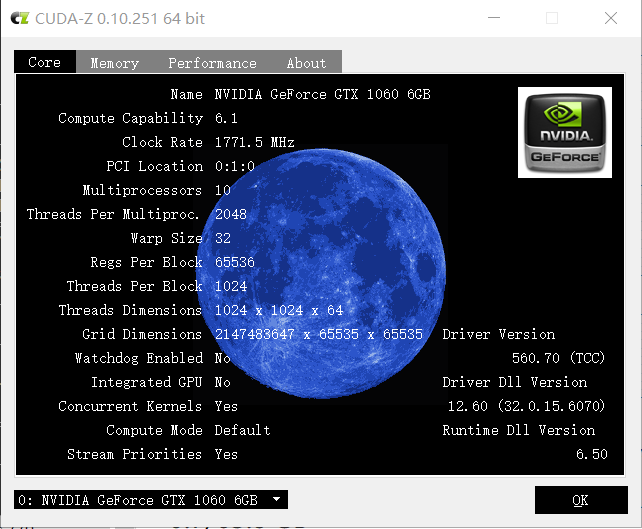 CUDA-Z 0.10.251 64 bit
Core Memory Performance About
Name NVIDIA GeForce GTX 1060 6GB
Compute Capability 6.1
Clock Rate 1771.5 MHz
PCI Location 0:1:0
Multiprocessors 10
Threads Per Multiproc. 2048
Warp Size 32
Regs Per Block 65536
Threads Per Block 1024
Threads Dimensions 1024 x 1024 x 64
Grid Dimensions 2147483647 x 65535 x 65535
Watchdog Enabled No
Integrated GPU No
Concurrent Kernels Yes
Compute Mode Default
Stream Priorities Yes
NVIDIA.
GEFORCE
Driver Version
560.70 (TCC)
Driver Dll Version
12.60 (32.0.15.6070)
Runtime Dll Version
6.50
0: NVIDIA GeForce GTX 1060 6GB
OK